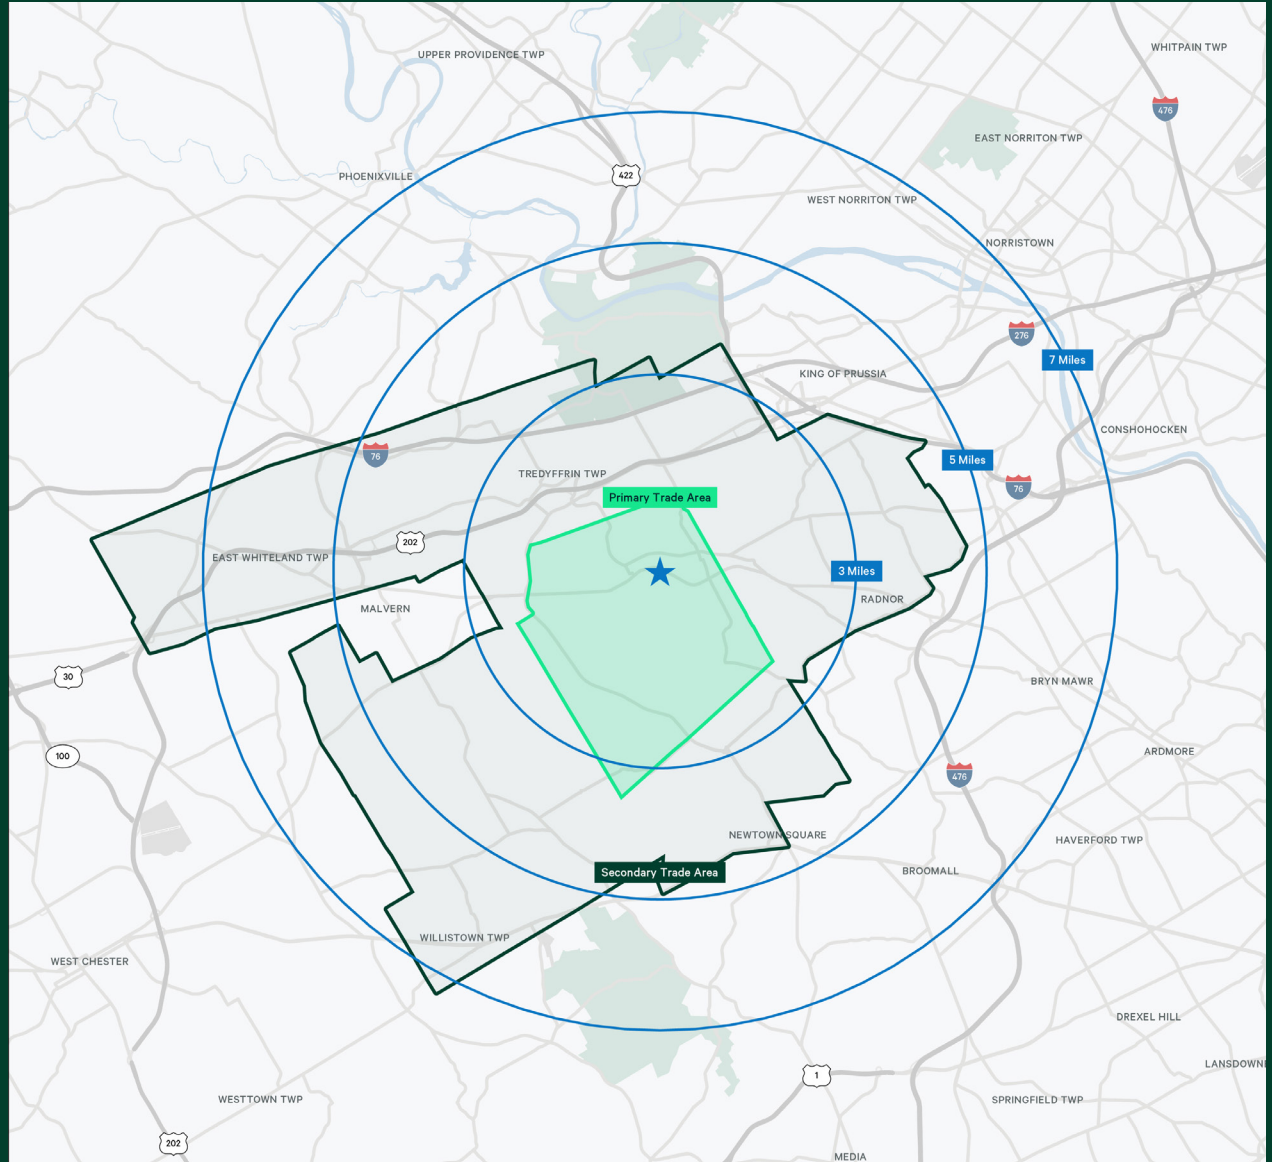 UPPER PROVIDENCE TWP
WHITPAIN TWP
476
EAST NORRITON TWP
PHOENIXVILLE
422
WEST NORRITON TWP
NORRISTOWN
276
7 Miles
KING OF PRUSSIA
CONSHOHOCKEN
76
5 Miles
TREDYFFRIN TWP
76
Primary Trade Area
202
EAST WHITELAND TWP
3 Miles
MALVERN
RADNOR
30
BRYN MAWR
100
ARDMORE
476
NEWTOWN SQUARE
HAVERFORD TWP
Secondary Trade Area
BROOMALL
WILLISTOWN TWP
WEST CHESTER
DREXEL HILL
LANSDOWN
1
WESTTOWN TWP
SPRINGFIELD TWP
202
MEDIA